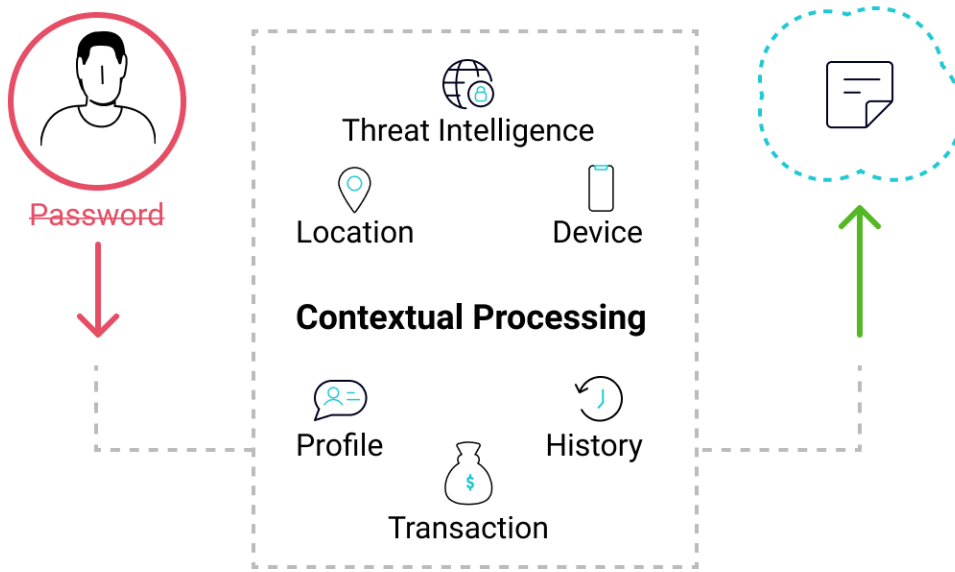 Threat Intelligence
Password
Location
Device
Contextual Processing
Profile
History
$
Transaction